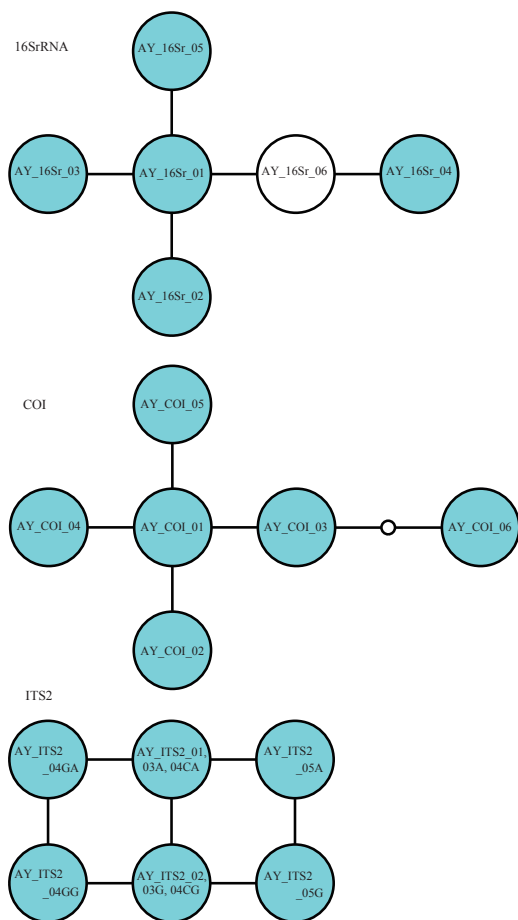 AY_16Sr_05
16SrRNA
AY_16Sr_03
AY_16Sr_01
AY_16Sr_06
AY_16Sr_04
AY_16Sr_02
AY_COI_05
COI
AY_COI_04
AY_COI_01
AY_COI_03
AY_COI_06
AY_COI_02
ITS2
AY_ITS2
_04GA
AY_ITS2_01,
03A, 04CA
AY_ITS2
_05A
AY_ITS2
_04GG
AY_ITS2_02,
03G, 04CG
AY_ITS2
_05G